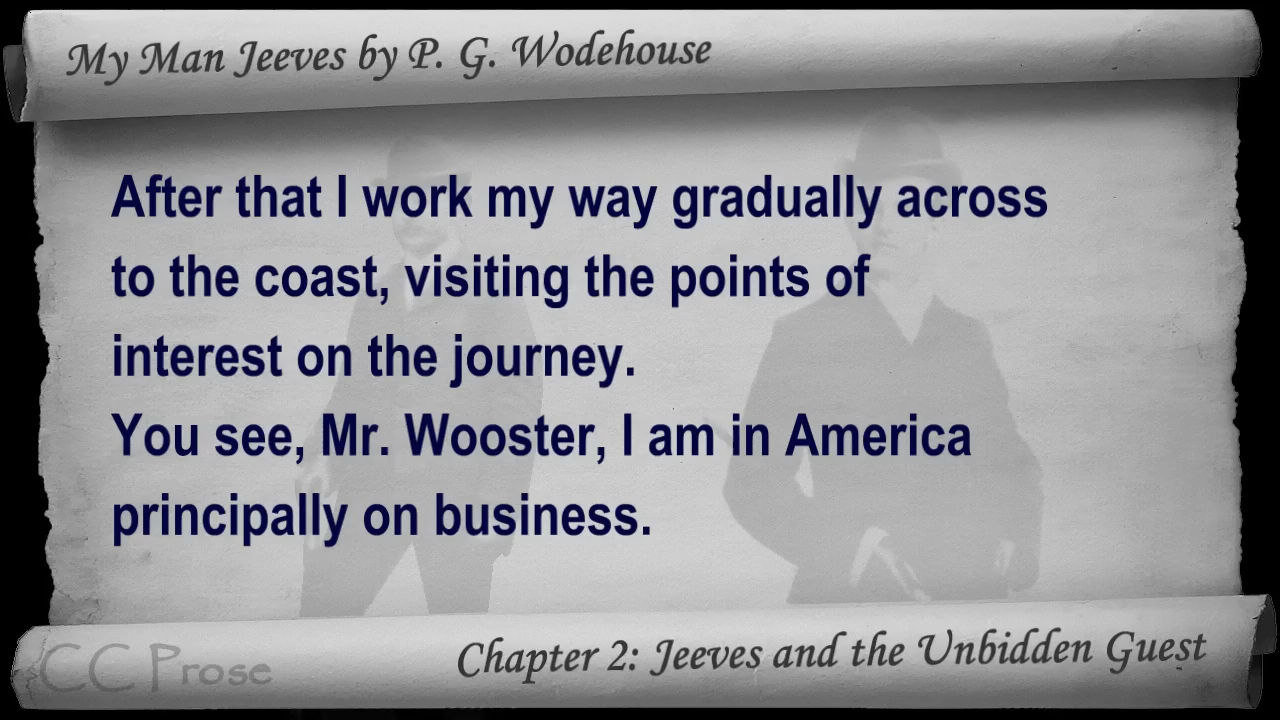 My Man Jeeves by P. G. Wodehouse
After that I work my way gradually across
to the coast, visiting the points of
interest on the journey.
You see, Mr. Wooster, I am in America
principally on business.
CC Prose
Chapter 2: Jeeves and the Unbidden Guest